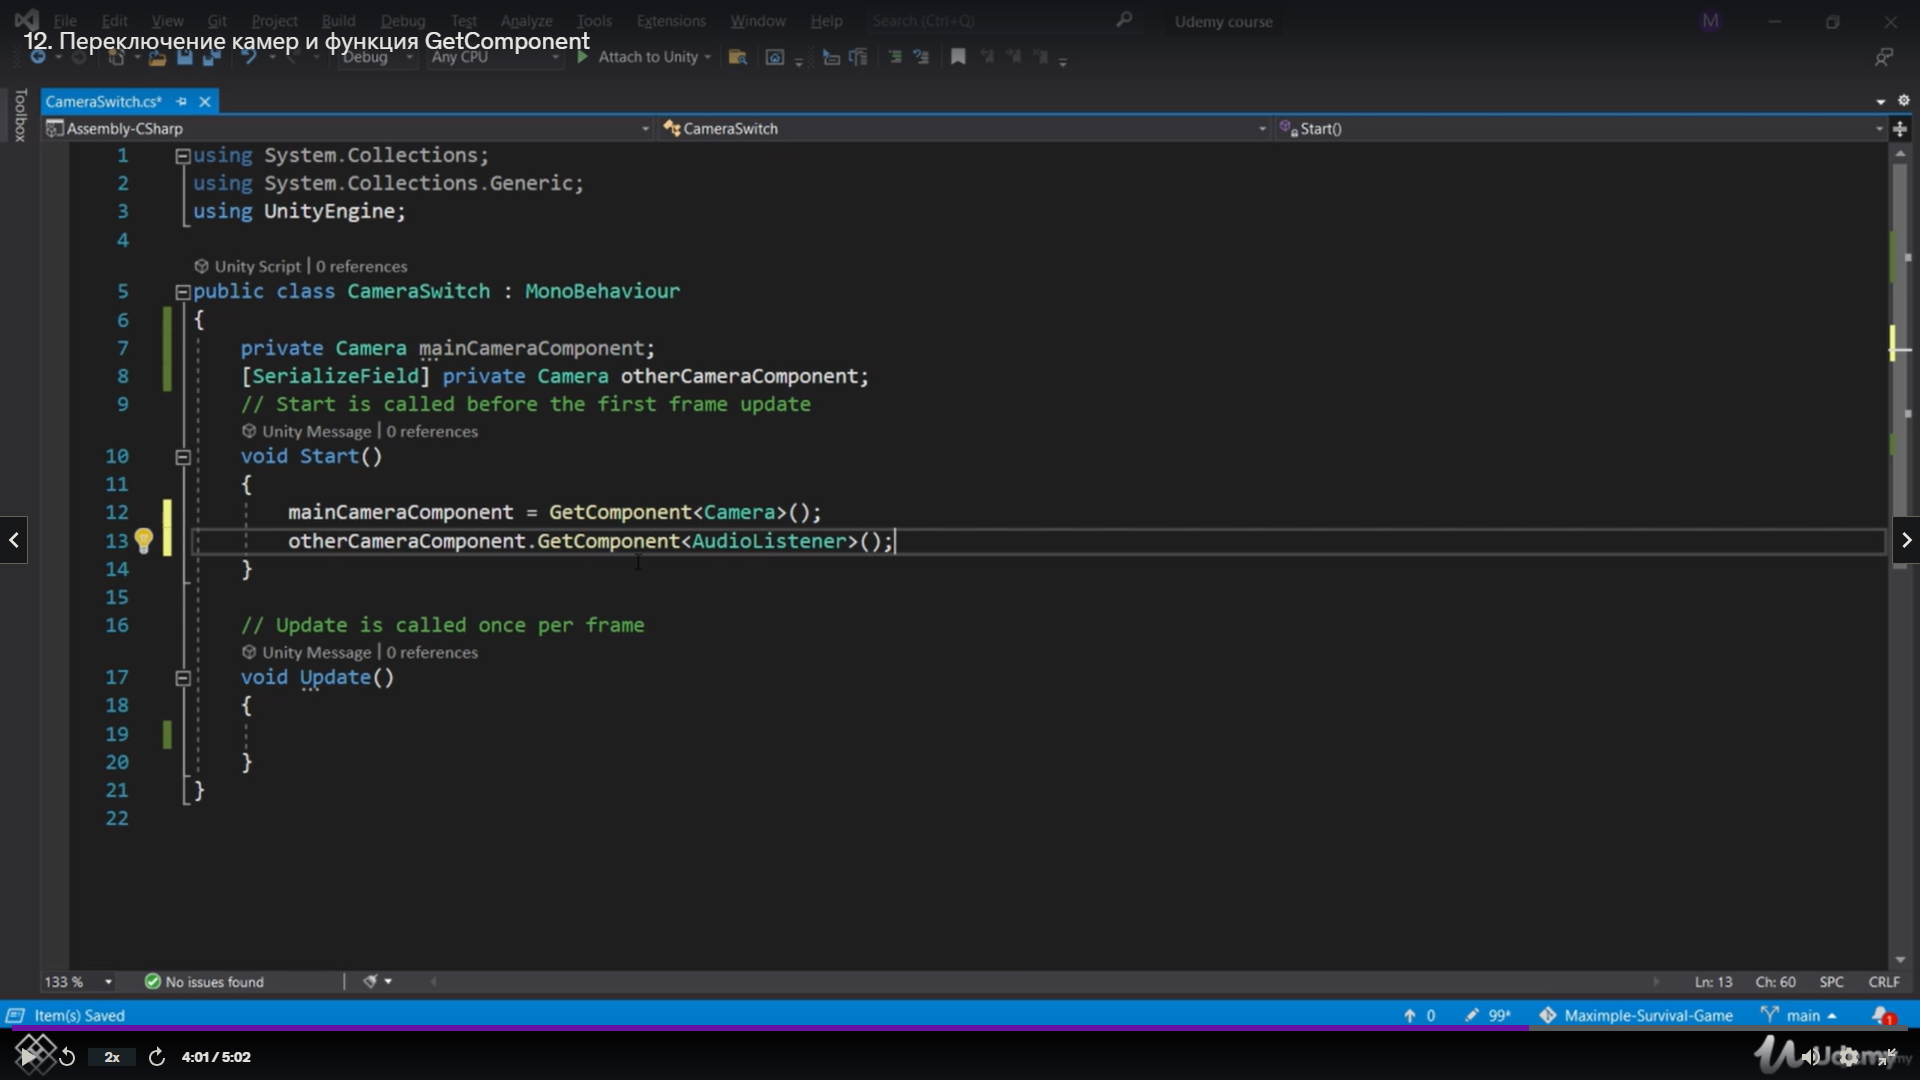 File Edit View Git Project Build Debug Test Analyze Tools Extensions Window Help Search (Ctrl+Q) Udemy course M
12. Переключение камер и функция GetComponent
Debug Any CPU Attach to Unity
Toolbox
CameraSwitch.cs*
Assembly-CSharp CameraSwitch Start()
1 using System.Collections;
2 using System.Collections.Generic;
3 using UnityEngine;
4
Unity Script | 0 references
5 public class CameraSwitch : MonoBehaviour
6 {
7 private Camera mainCameraComponent;
8 [SerializeField] private Camera otherCameraComponent;
9 // Start is called before the first frame update
Unity Message | 0 references
10 void Start()
11 {
12 mainCameraComponent = GetComponent<Camera>();
13 otherCameraComponent.GetComponent<AudioListener>();
14 }
15
16 // Update is called once per frame
Unity Message | 0 references
17 void Update()
18 {
19
20 }
21 }
22
133 % No issues found Ln: 13 Ch: 60 SPC CRLF
Item(s) Saved 0 99* Maximple-Survival-Game main 1
2x 4:01 / 5:02 Udemy